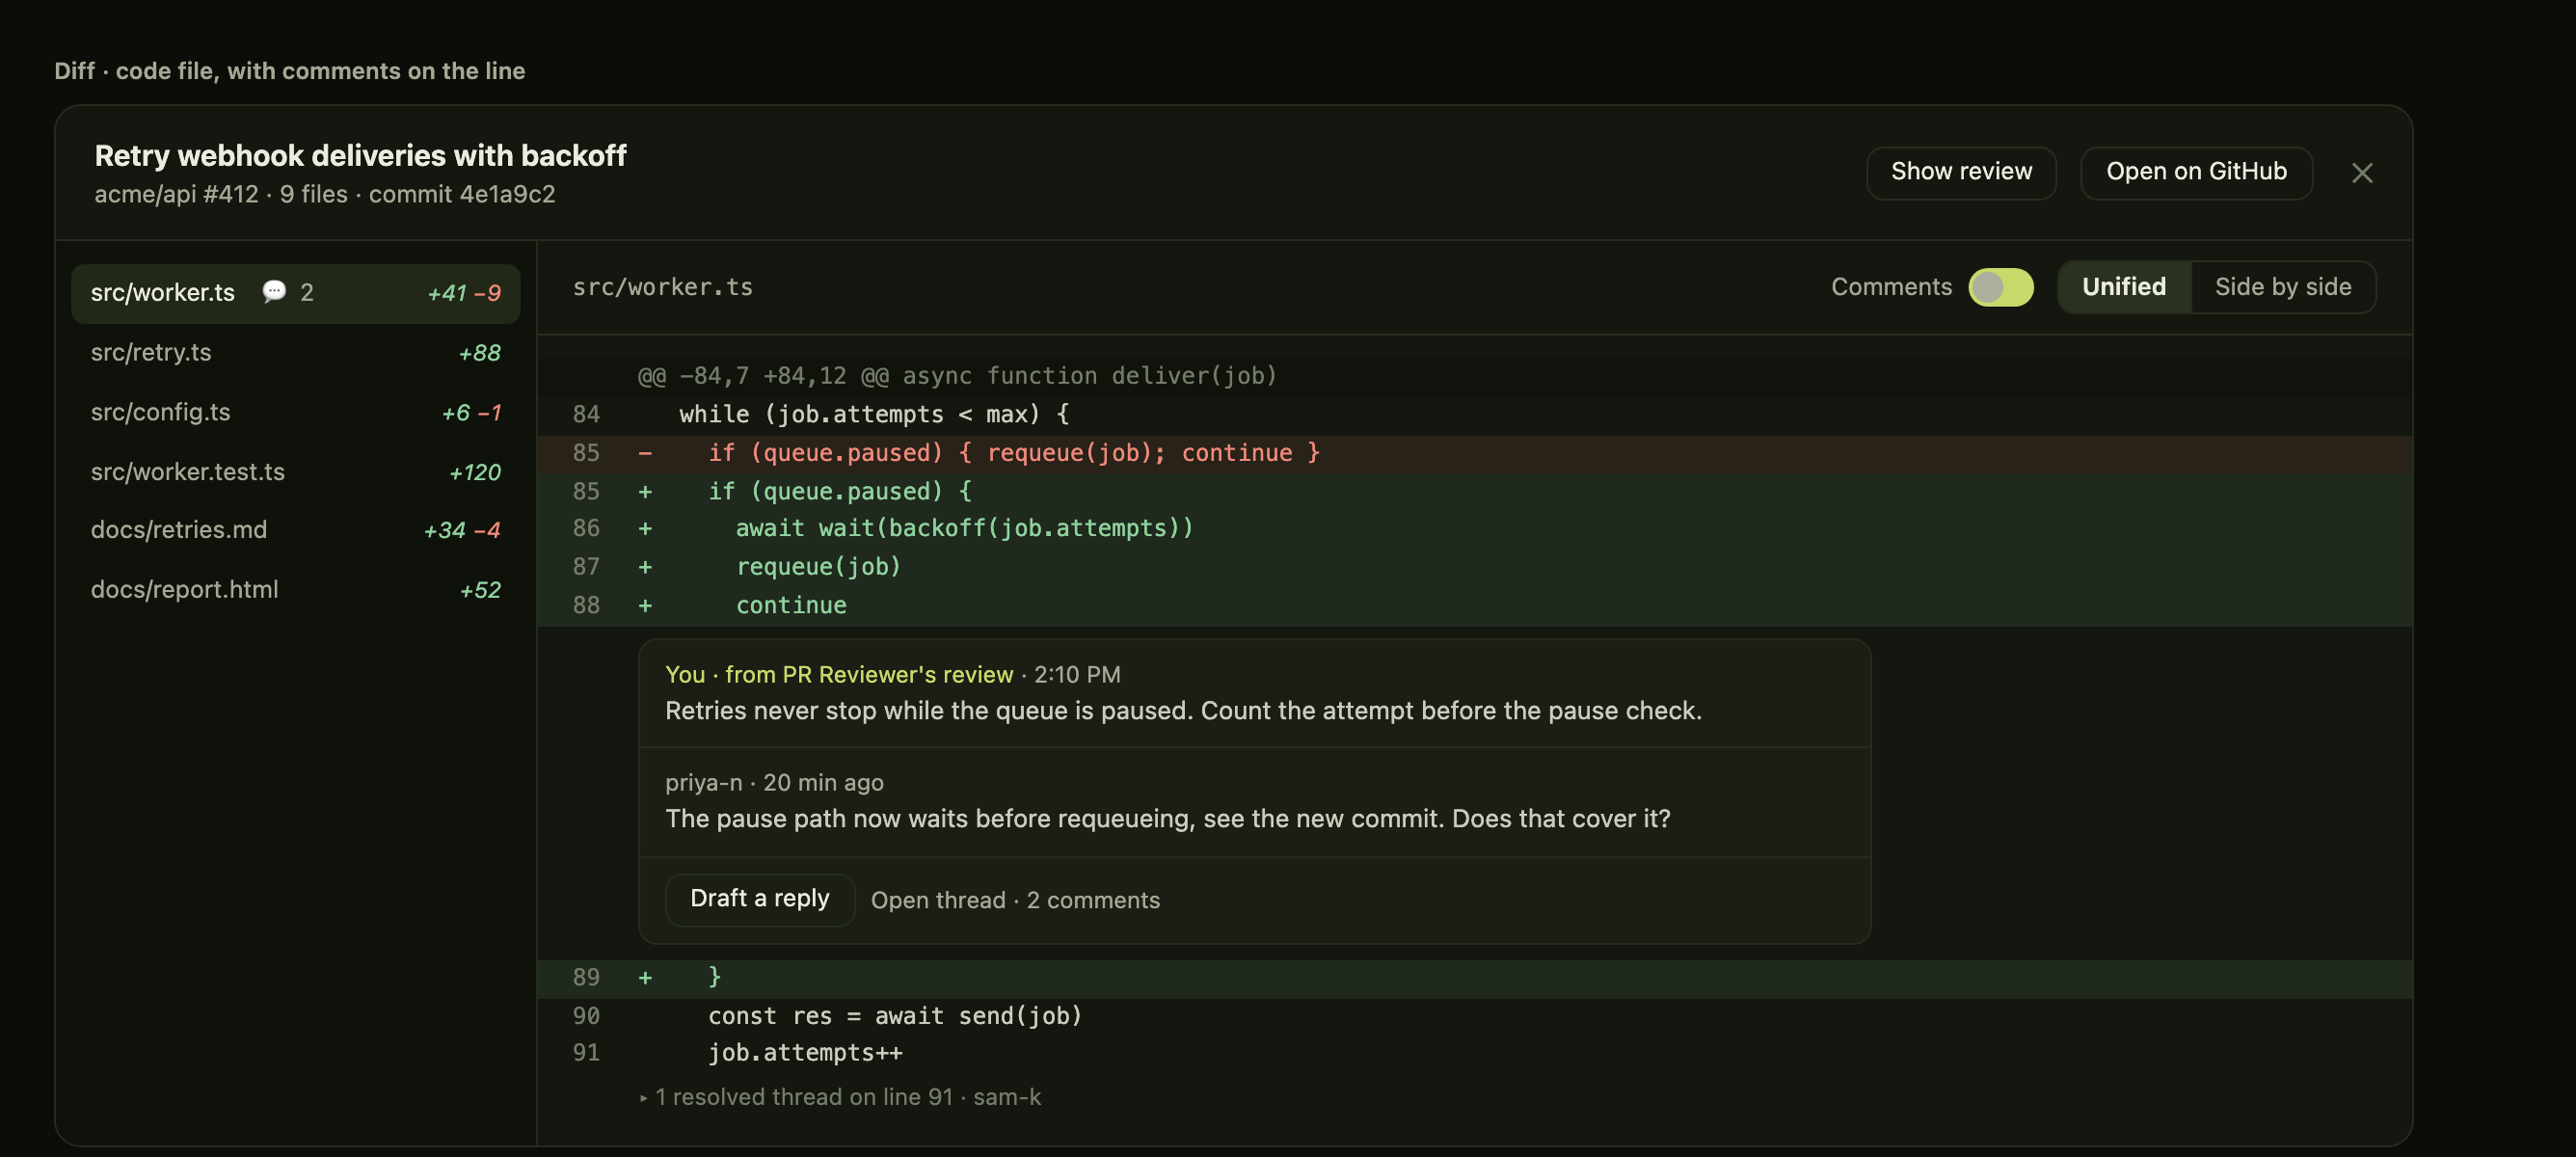 Diff · code file, with comments on the line
Retry webhook deliveries with backoff
acme/api #412 · 9 files · commit 4e1a9c2
Show review
Open on GitHub
src/worker.ts 💬 2 +41 −9
src/retry.ts +88
src/config.ts +6 −1
src/worker.test.ts +120
docs/retries.md +34 −4
docs/report.html +52
src/worker.ts
Comments
Unified
Side by side
@@ −84,7 +84,12 @@ async function deliver(job)
84 while (job.attempts < max) {
85 − if (queue.paused) { requeue(job); continue }
85 + if (queue.paused) {
86 + await wait(backoff(job.attempts))
87 + requeue(job)
88 + continue
You · from PR Reviewer's review · 2:10 PM
Retries never stop while the queue is paused. Count the attempt before the pause check.
priya-n · 20 min ago
The pause path now waits before requeueing, see the new commit. Does that cover it?
Draft a reply
Open thread · 2 comments
89 + }
90 const res = await send(job)
91 job.attempts++
▸ 1 resolved thread on line 91 · sam-k